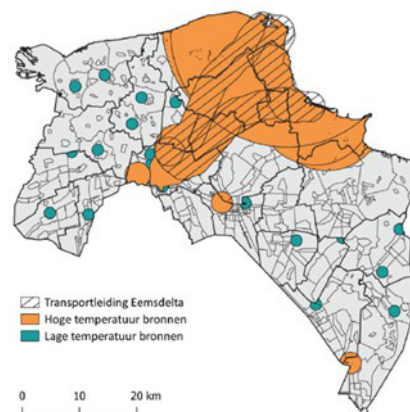 Transportleiding Eemsdelta
Hoge temperatuur bronnen
Lage temperatuur bronnen
0 10 20 km